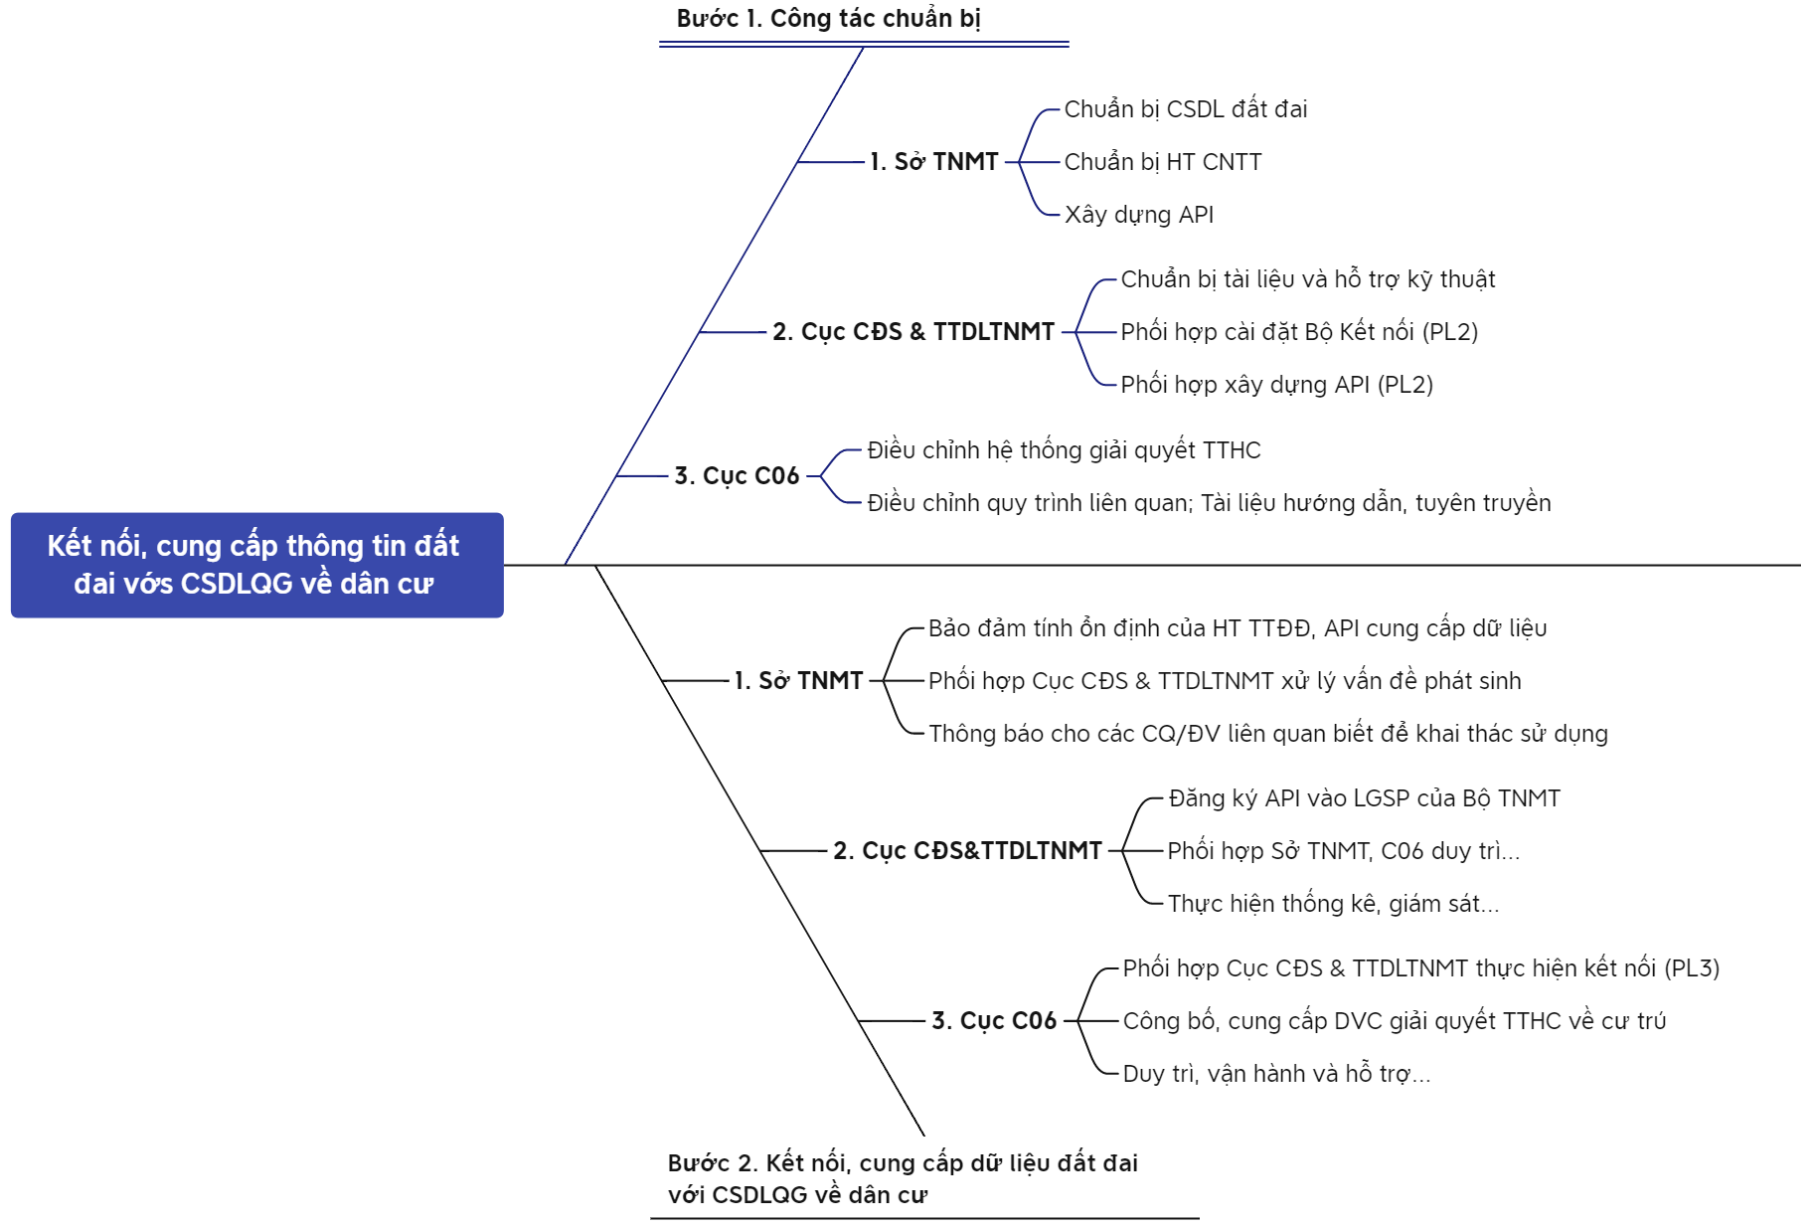 Bước 1. Công tác chuẩn bị
Chuẩn bị CSDL đất đai
1. Sở TNMT
Chuẩn bị HT CNTT
Xây dựng API
Chuẩn bị tài liệu và hỗ trợ kỹ thuật
2. Cục CĐS & TTDLTNMT
Phối hợp cài đặt Bộ Kết nối (PL2)
Phối hợp xây dựng API (PL2)
Điều chỉnh hệ thống giải quyết TTHC
3. Cục C06
Điều chỉnh quy trình liên quan; Tài liệu hướng dẫn, tuyên truyền
Kết nối, cung cấp thông tin đất
đai vớs CSDLQG về dân cư
Bảo đảm tính ổn định của HT TTĐĐ, API cung cấp dữ liệu
1. Sở TNMT
Phối hợp Cục CĐS & TTDLTNMT xử lý vấn đề phát sinh
Thông báo cho các CQ/ĐV liên quan biết để khai thác sử dụng
Đăng ký API vào LGSP của Bộ TNMT
2. Cục CĐS&TTDLTNMT
Phối hợp Sở TNMT, C06 duy trì...
Thực hiện thống kê, giám sát...
Phối hợp Cục CĐS & TTDLTNMT thực hiện kết nối (PL3)
3. Cục C06
Công bố, cung cấp DVC giải quyết TTHC về cư trú
Duy trì, vận hành và hỗ trợ...
Bước 2. Kết nối, cung cấp dữ liệu đất đai
với CSDLQG về dân cư